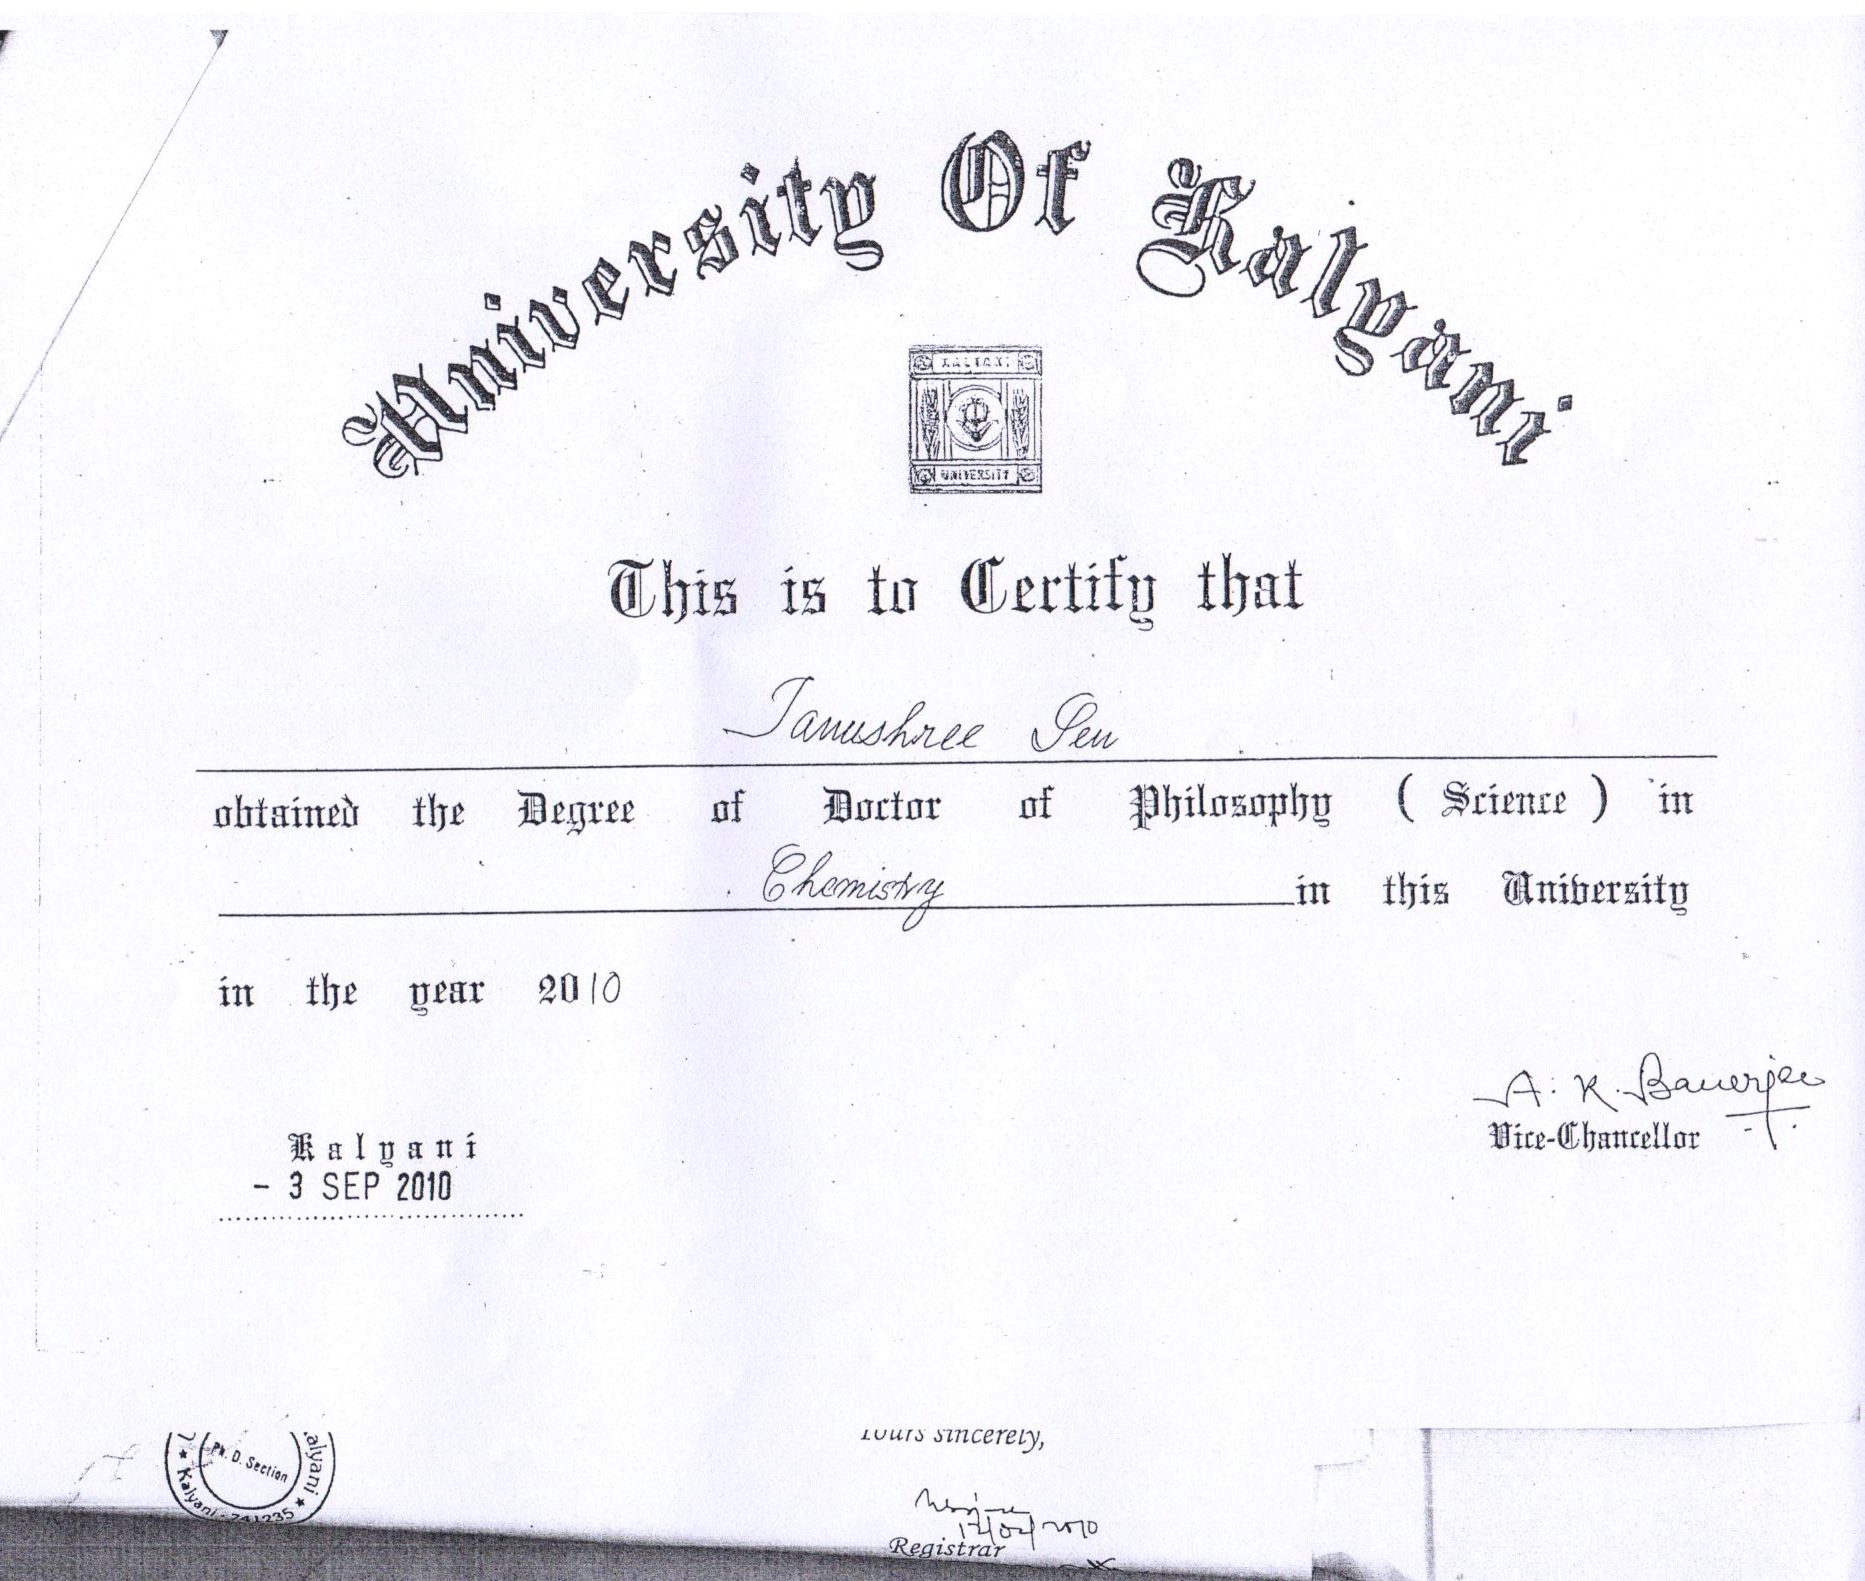 University Of Kalyani
KALYANI
UNIVERSITY
This is to Certify that
Tanushree Sen
obtained the Degree of Doctor of Philosophy ( Science ) in
Chemistry in this University
in the year 2010
A. K. Banerjee
Vice-Chancellor
Kalyani
- 3 SEP 2010
Yours sincerely,
Ph. D. Section
alyani
Kalyani - 741235
Registrar